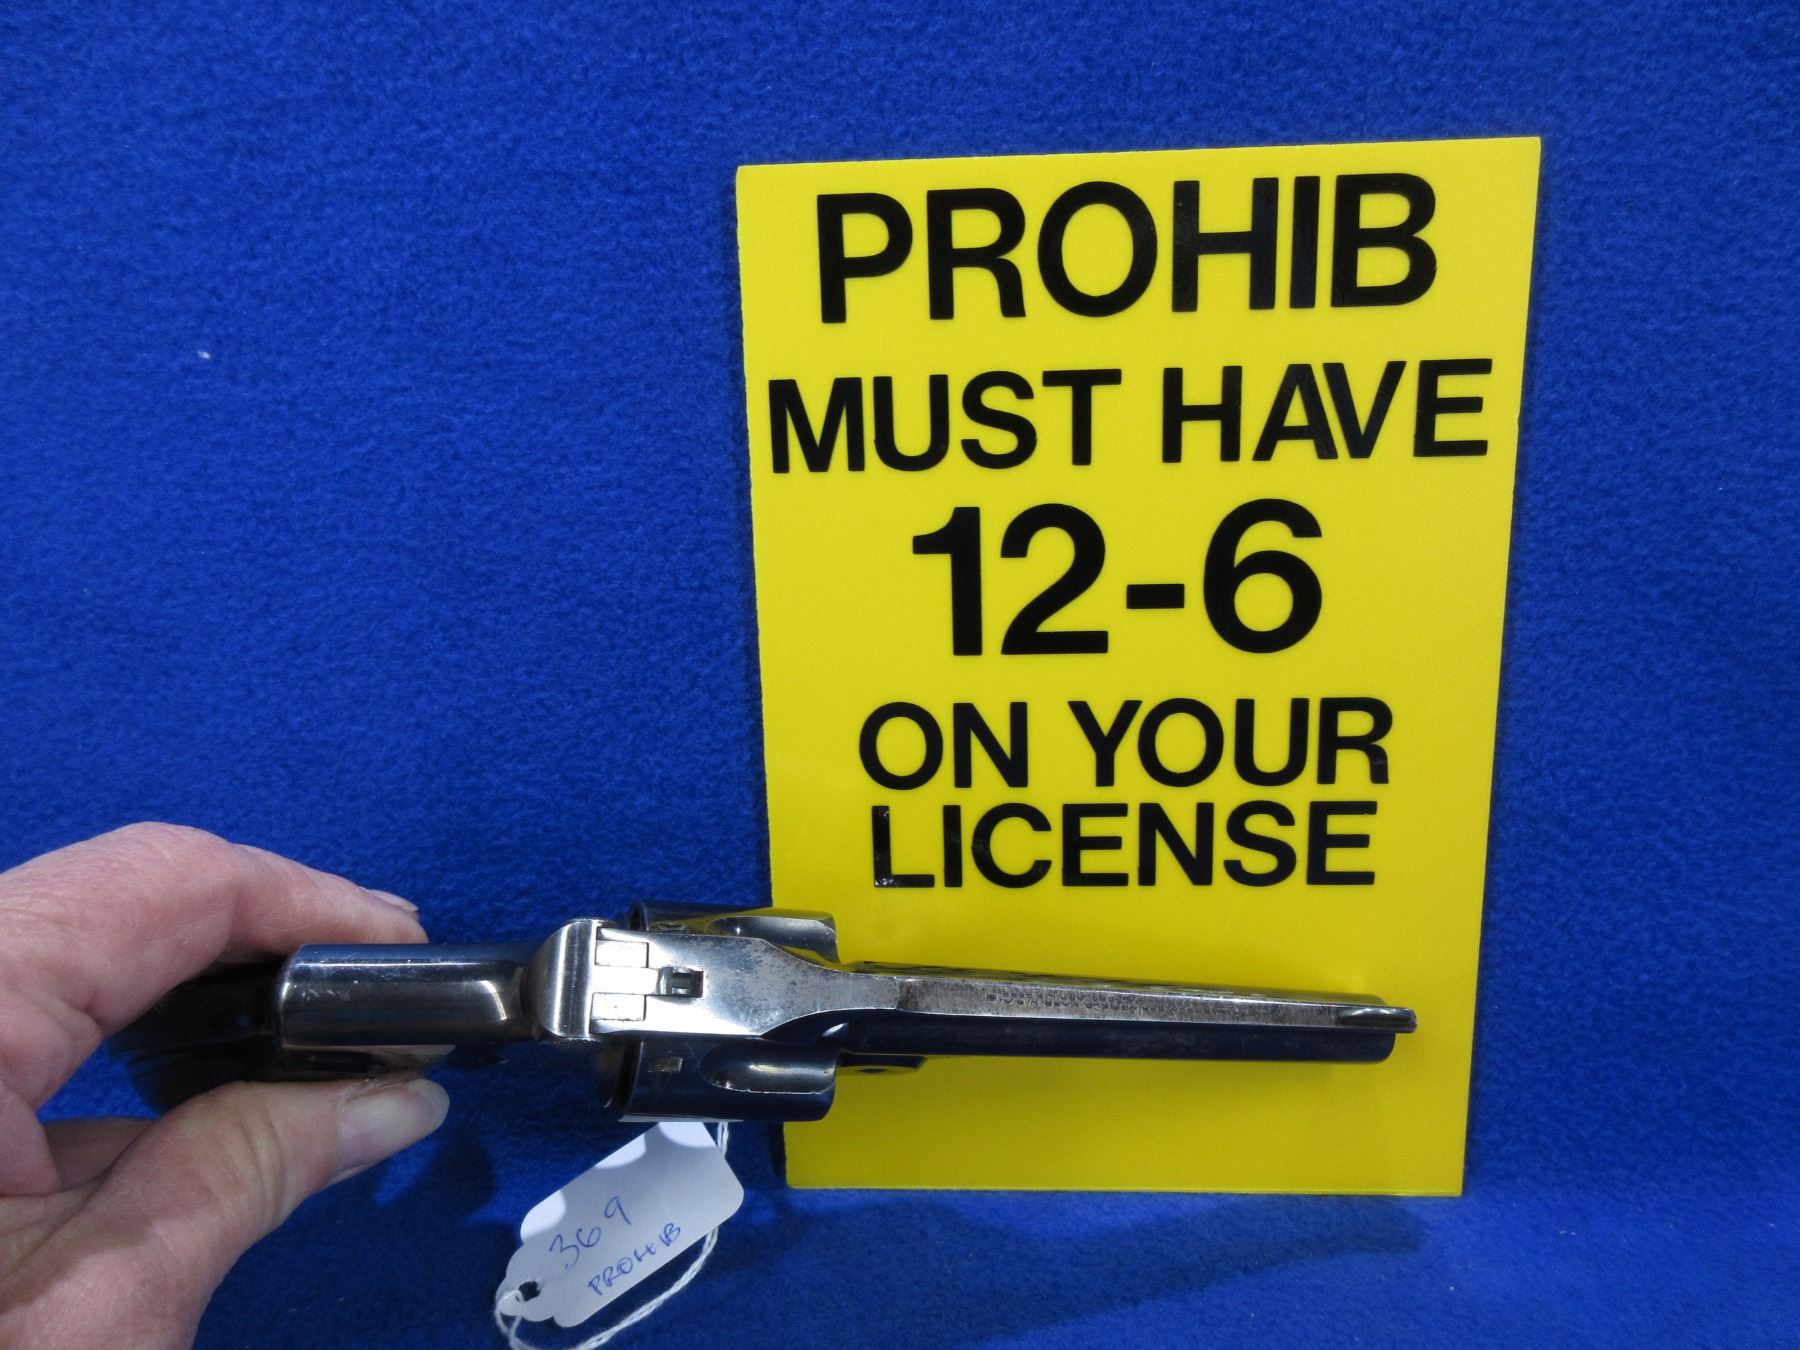 PROHIB
MUST HAVE
12-6
ON YOUR
LICENSE
369
PROHIB